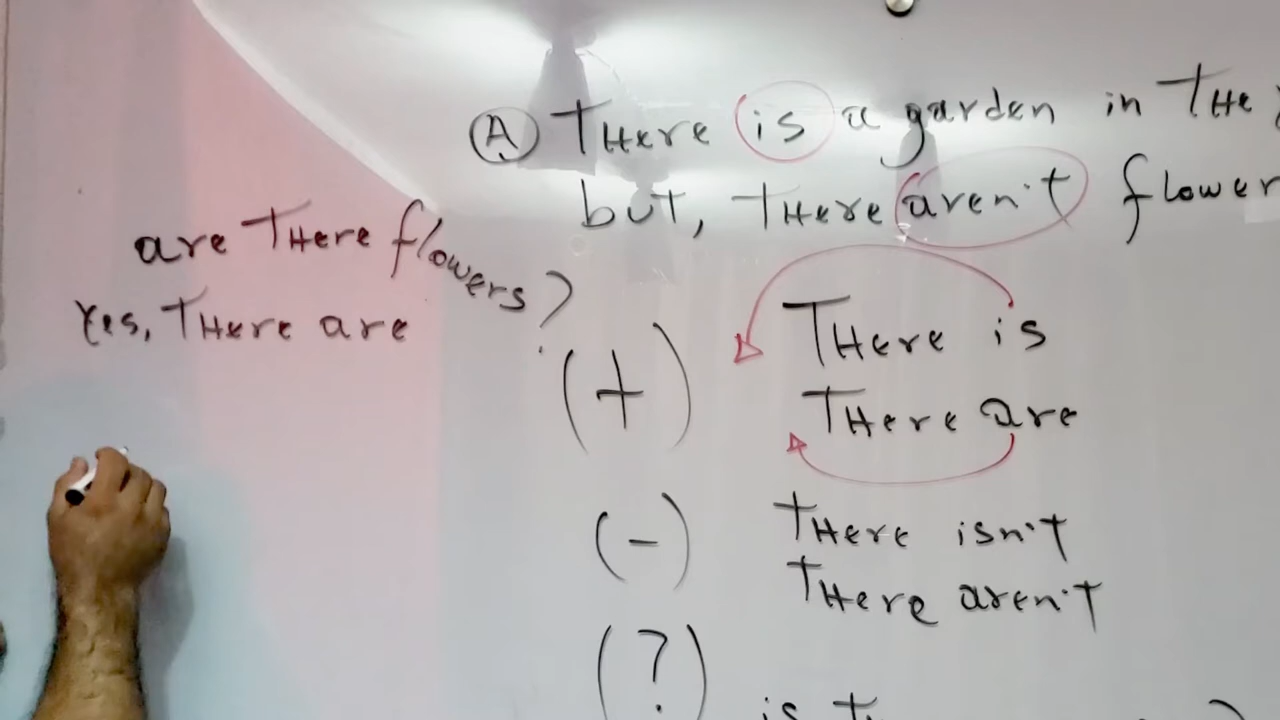 Ⓐ THere is a garden in THe
but, THere aren't flower
are THere flowers?
Yes, THere are
(+) THere is
THere are
(-) THere isn't
THere aren't
(?)
is